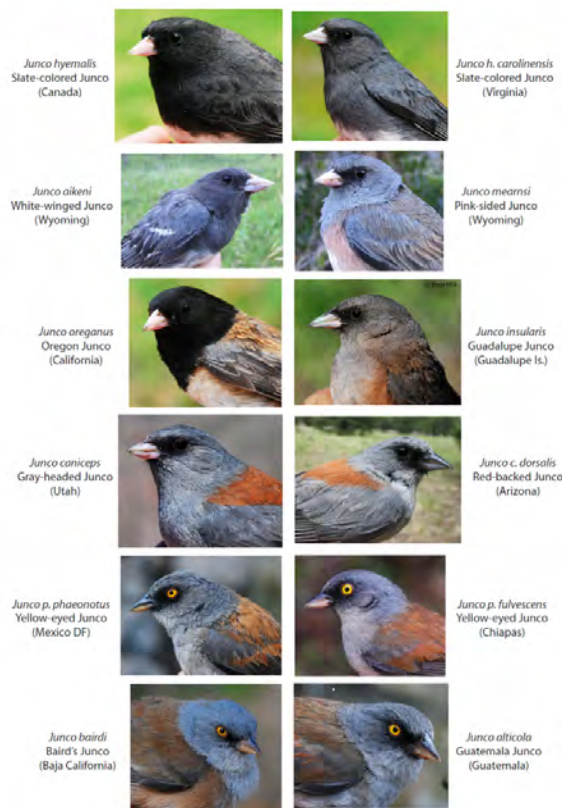 Junco hyemalis
Slate-colored Junco
(Canada)
Junco h. carolinensis
Slate-colored Junco
(Virginia)
Junco aikeni
White-winged Junco
(Wyoming)
Junco mearnsi
Pink-sided Junco
(Wyoming)
Junco oreganus
Oregon Junco
(California)
Junco insularis
Guadalupe Junco
(Guadalupe Is.)
Junco caniceps
Gray-headed Junco
(Utah)
Junco c. dorsalis
Red-backed Junco
(Arizona)
Junco p. phaeonotus
Yellow-eyed Junco
(Mexico DF)
Junco p. fulvescens
Yellow-eyed Junco
(Chiapas)
Junco bairdi
Baird's Junco
(Baja California)
Junco alticola
Guatemala Junco
(Guatemala)